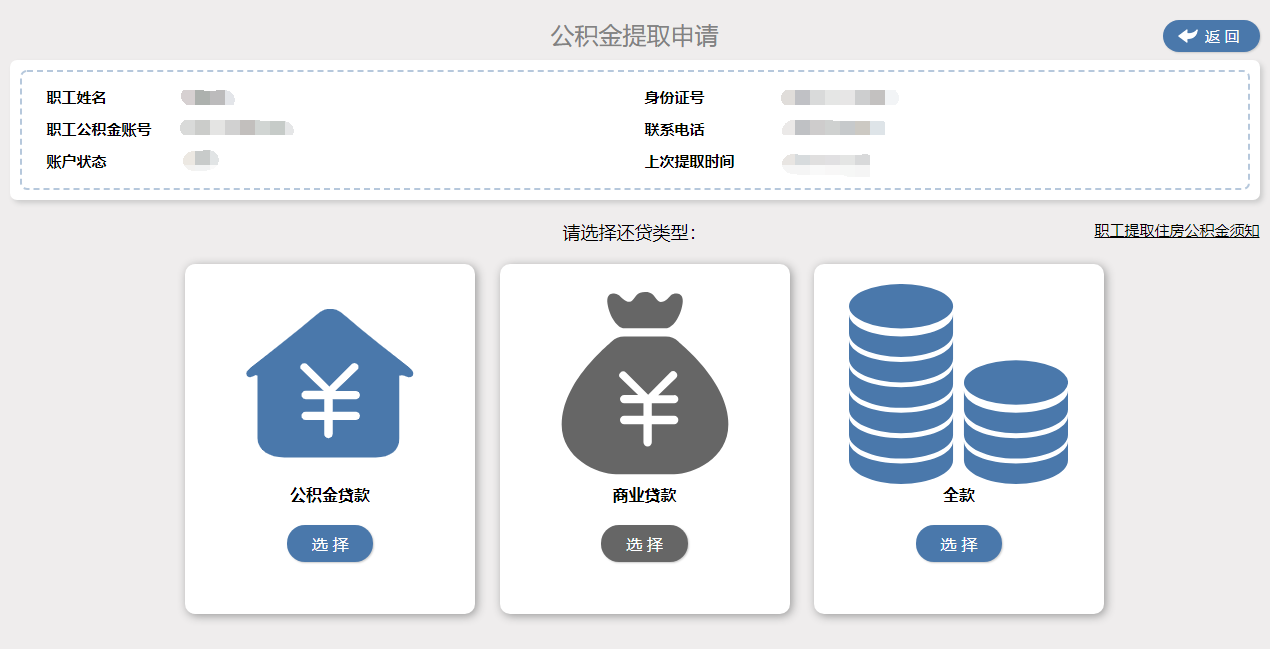 公积金提取申请
返回
职工姓名
身份证号
职工公积金账号
联系电话
账户状态
上次提取时间
请选择还贷类型：
职工提取住房公积金须知
¥
¥
公积金贷款
商业贷款
全款
选择
选择
选择